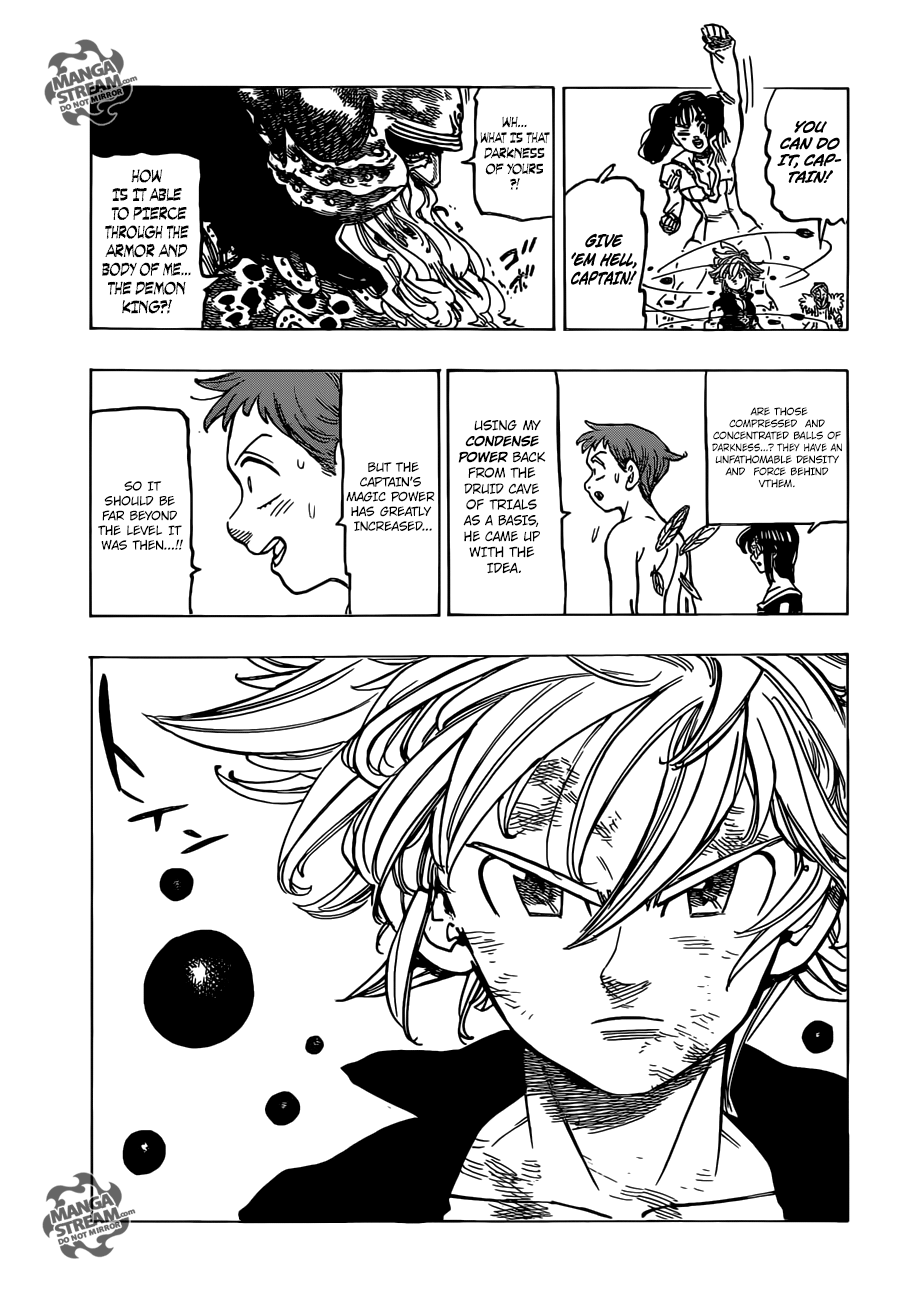 MANGA
STREAM.com
DO NOT MIRROR
YOU
CAN DO
IT, CAP-
TAIN!
GIVE
'EM HELL,
CAPTAIN!
WH...
WHAT IS THAT
DARKNESS
OF YOURS
?!
HOW
IS IT ABLE
TO PIERCE
THROUGH THE
ARMOR AND
BODY OF ME...
THE DEMON
KING?!
ゴゴ
ARE THOSE
COMPRESSED AND
CONCENTRATED BALLS OF
DARKNESS...? THEY HAVE AN
UNFATHOMABLE DENSITY
AND FORCE BEHIND
VTHEM.
USING MY
CONDENSE
POWER BACK
FROM THE
DRUID CAVE
OF TRIALS
AS A BASIS,
HE CAME UP
WITH THE
IDEA.
BUT THE
CAPTAIN'S
MAGIC POWER
HAS GREATLY
INCREASED...
SO IT
SHOULD BE
FAR BEYOND
THE LEVEL IT
WAS THEN...!!
MANGA
STREAM.com
DO NOT MIRROR